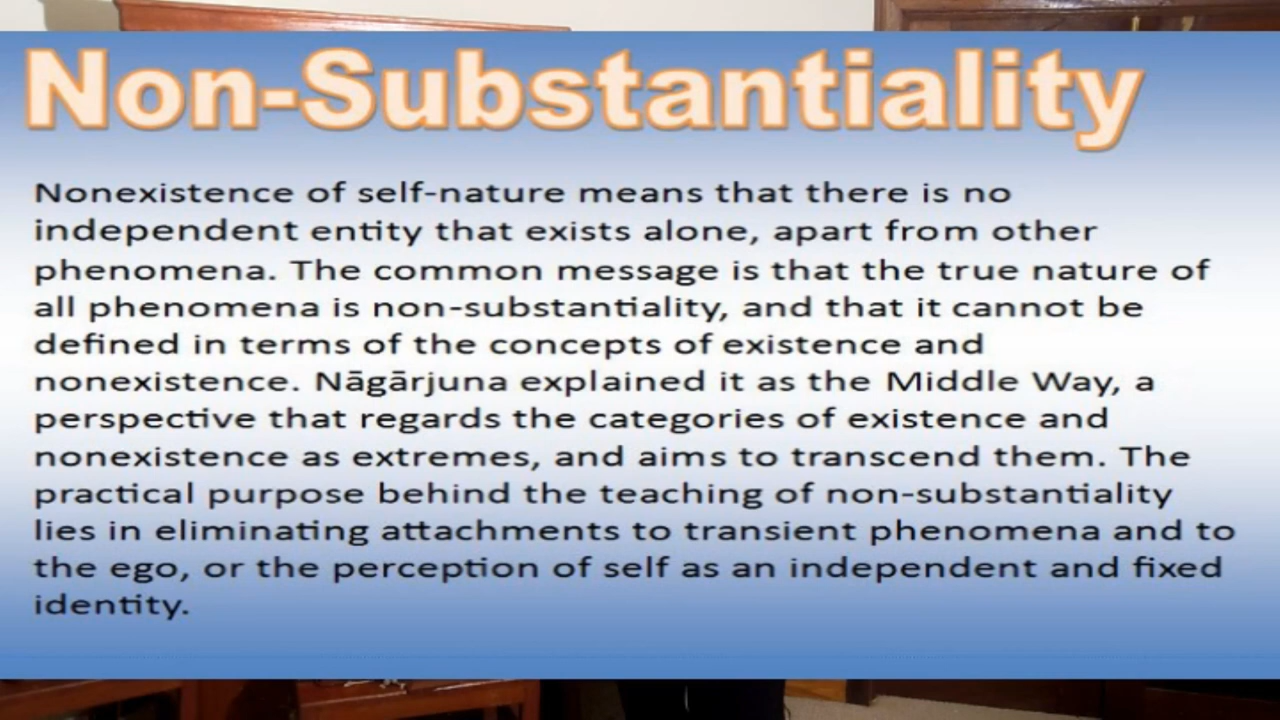 Non-Substantiality
Nonexistence of self-nature means that there is no
independent entity that exists alone, apart from other
phenomena. The common message is that the true nature of
all phenomena is non-substantiality, and that it cannot be
defined in terms of the concepts of existence and
nonexistence. Nāgārjuna explained it as the Middle Way, a
perspective that regards the categories of existence and
nonexistence as extremes, and aims to transcend them. The
practical purpose behind the teaching of non-substantiality
lies in eliminating attachments to transient phenomena and to
the ego, or the perception of self as an independent and fixed
identity.